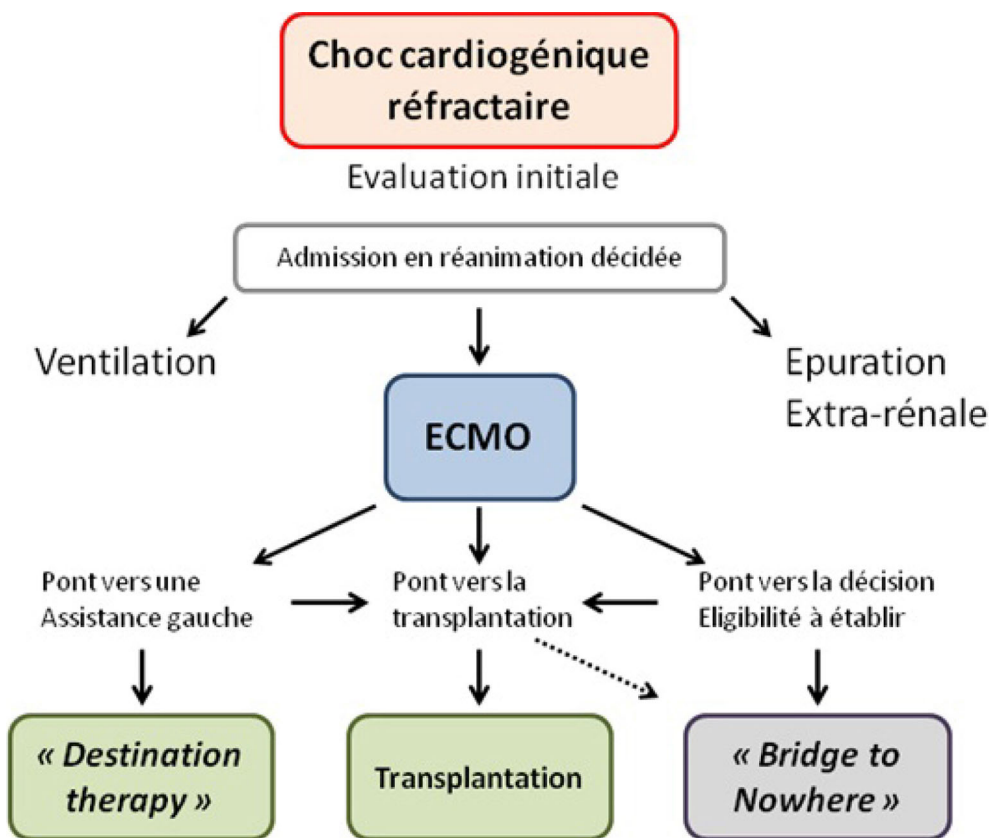 Choc cardiogénique
réfractaire
Evaluation initiale
Admission en réanimation décidée
Ventilation
Epuration
Extra-rénale
ECMO
Pont vers une
Assistance gauche
Pont vers la
transplantation
Pont vers la décision
Eligibilité à établir
« Destination
therapy »
Transplantation
« Bridge to
Nowhere »